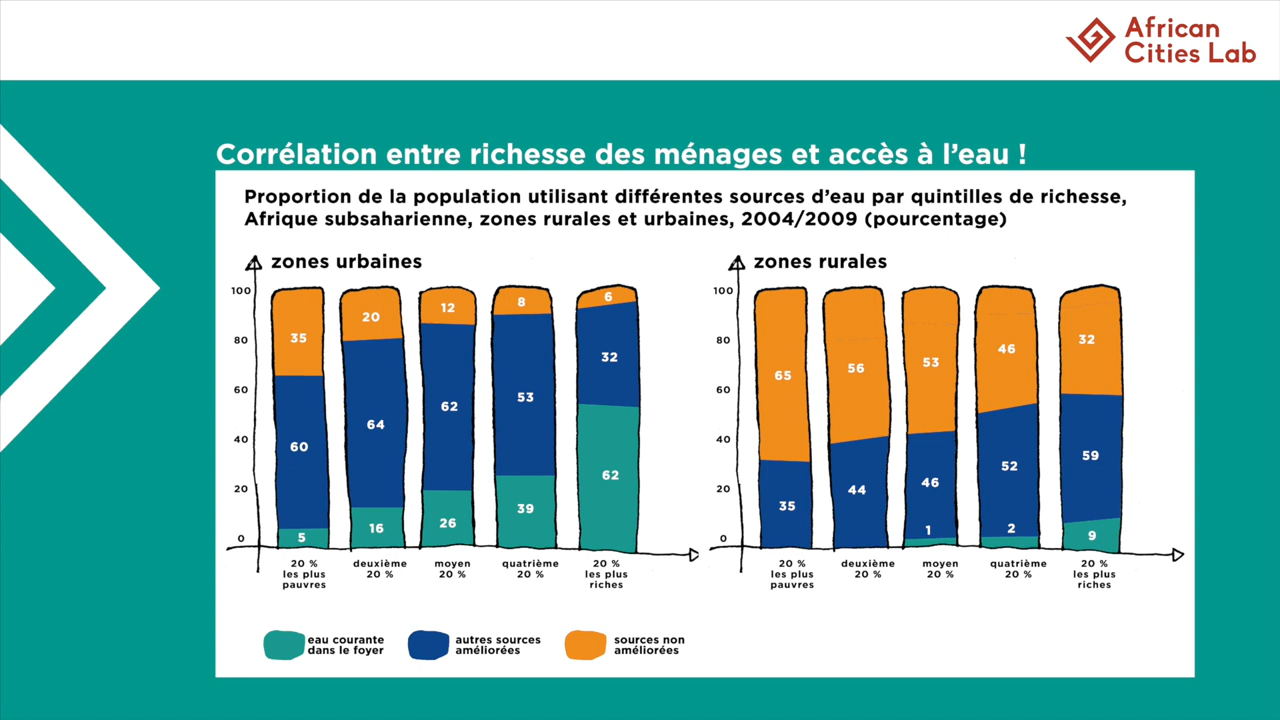 African
Cities Lab
Corrélation entre richesse des ménages et accès à l'eau !
Proportion de la population utilisant différentes sources d'eau par quintilles de richesse,
Afrique subsaharienne, zones rurales et urbaines, 2004/2009 (pourcentage)
zones urbaines
100
80
60
40
20
0
35
60
5
20
64
16
12
62
26
8
53
39
6
32
62
20 %
les plus
pauvres
deuxième
20 %
moyen
20 %
quatrième
20 %
20 %
les plus
riches
zones rurales
100
80
60
40
20
0
65
35
56
44
53
46
1
46
52
2
32
59
9
20 %
les plus
pauvres
deuxième
20 %
moyen
20 %
quatrième
20 %
20 %
les plus
riches
eau courante
dans le foyer
autres sources
améliorées
sources non
améliorées